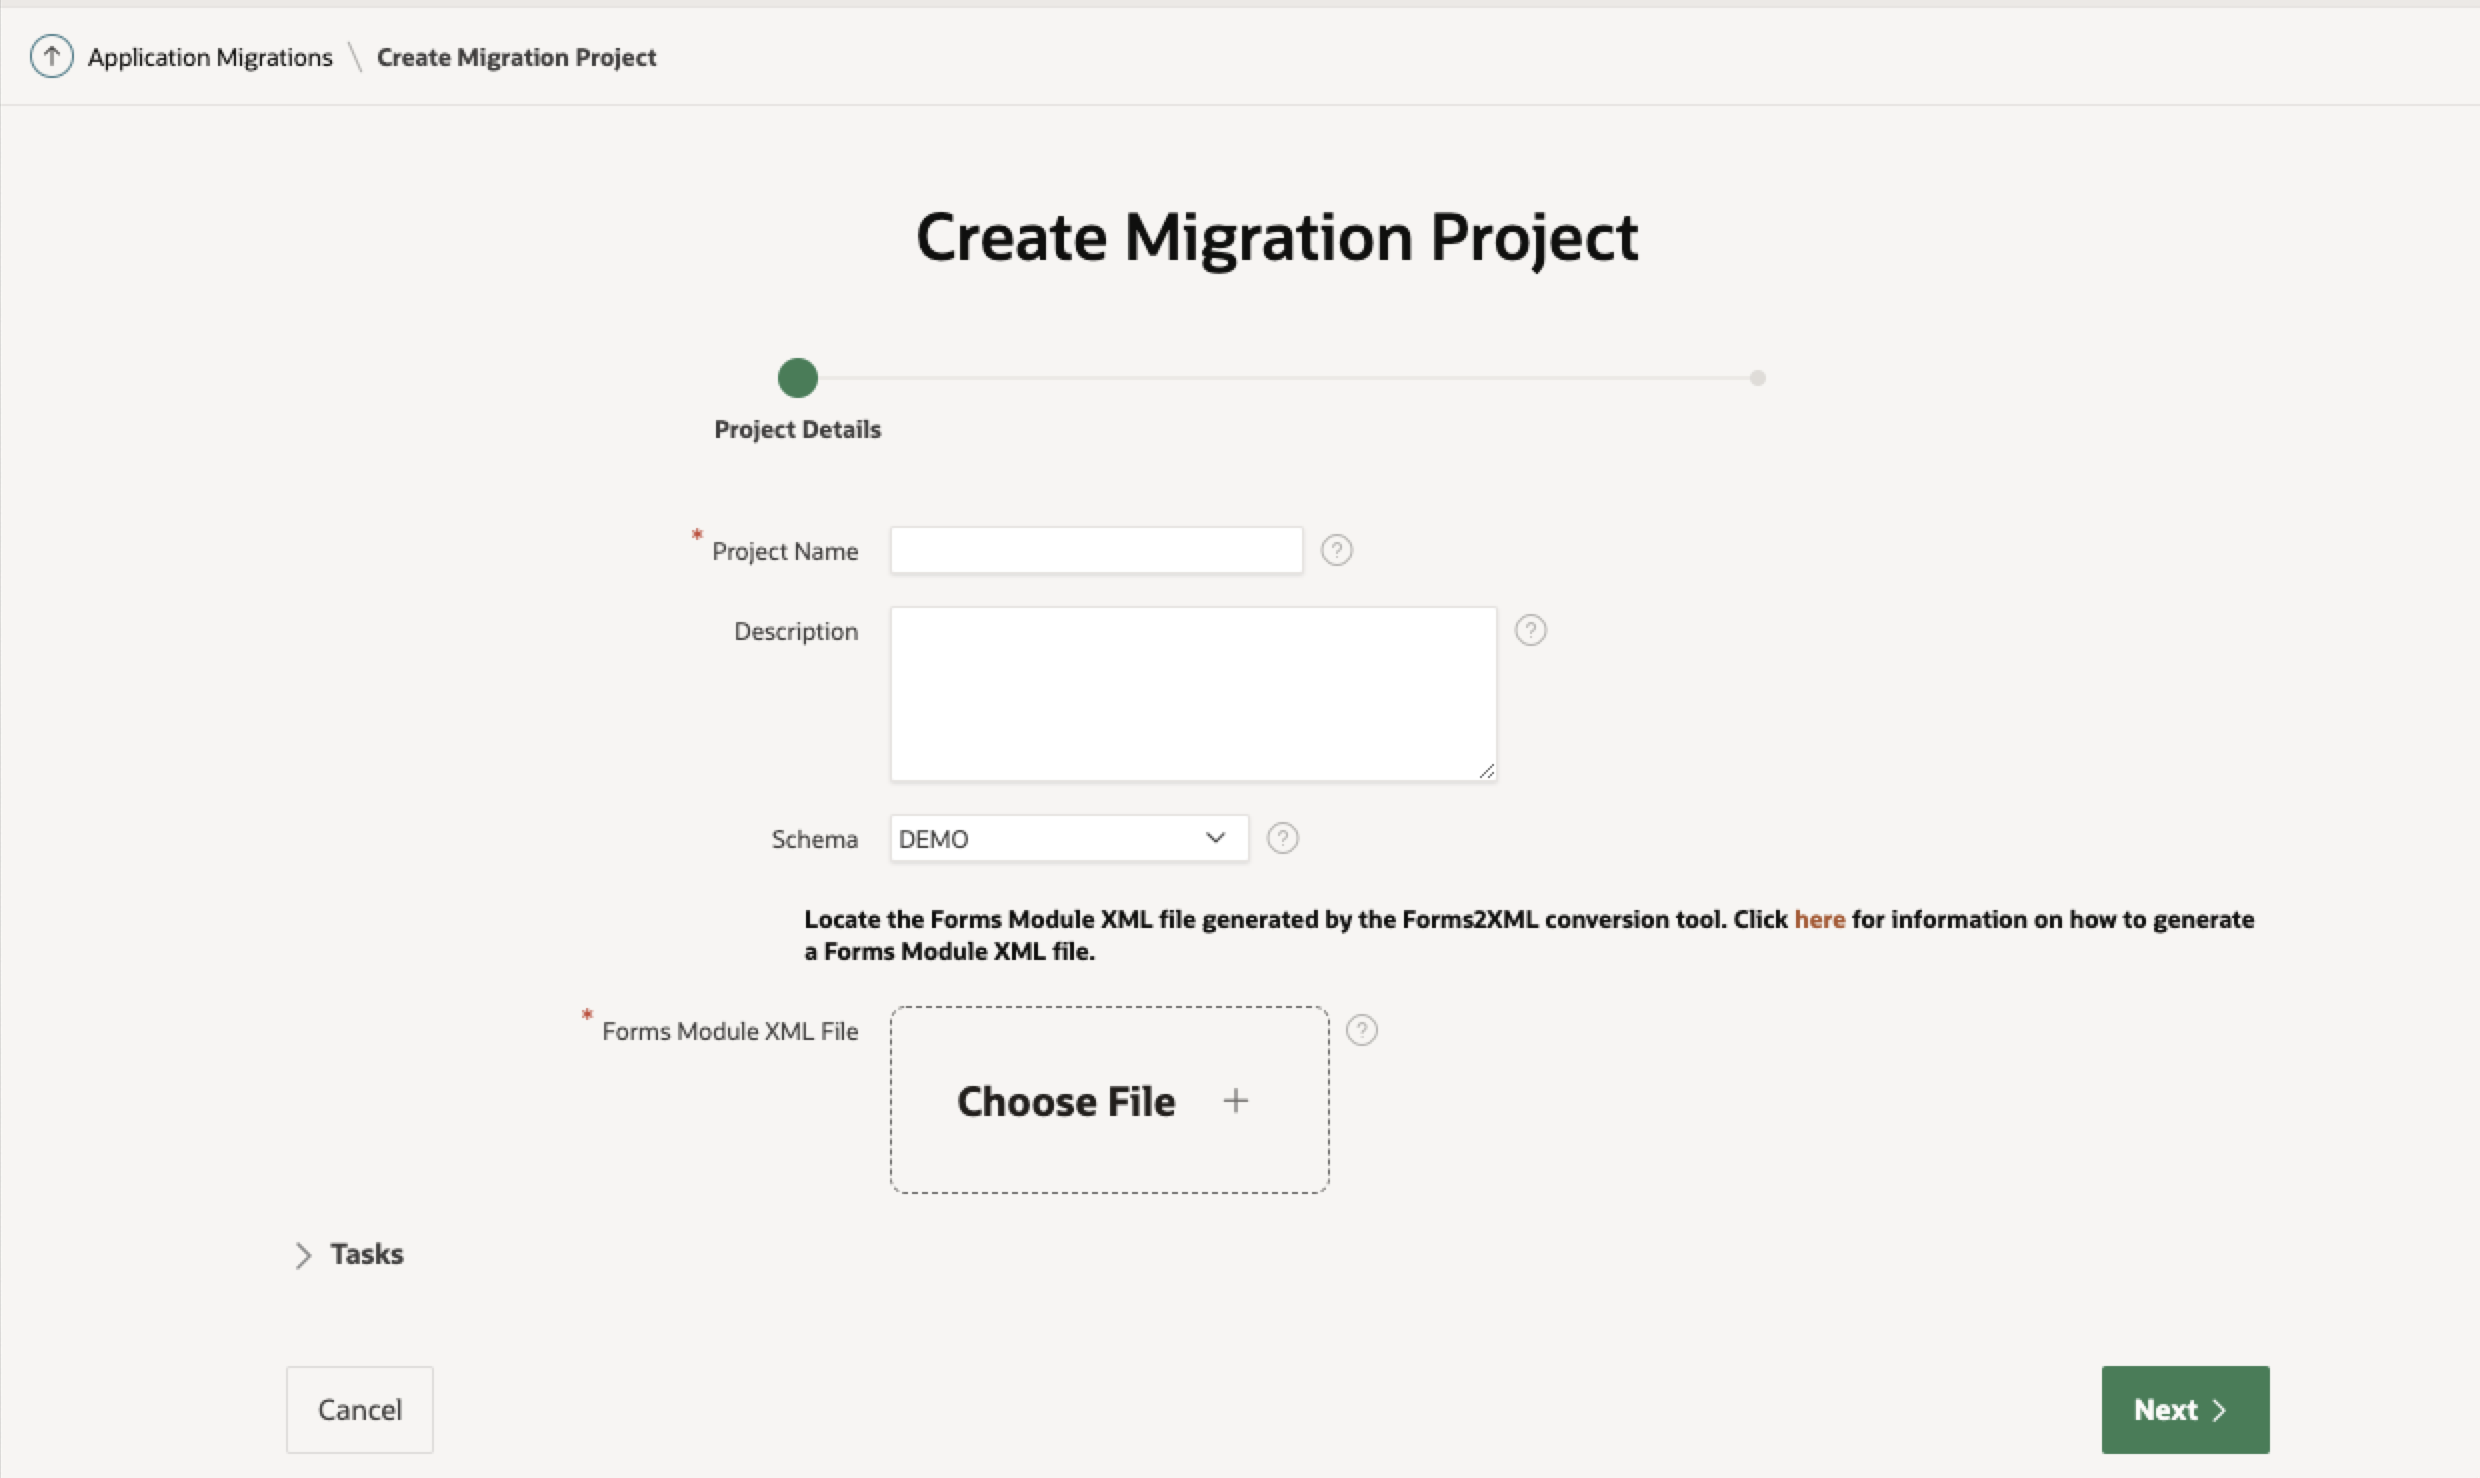 Application Migrations \ Create Migration Project
Create Migration Project
Project Details
* Project Name
Description
Schema DEMO
Locate the Forms Module XML file generated by the Forms2XML conversion tool. Click here for information on how to generate
a Forms Module XML file.
* Forms Module XML File
Choose File +
Tasks
Cancel
Next >